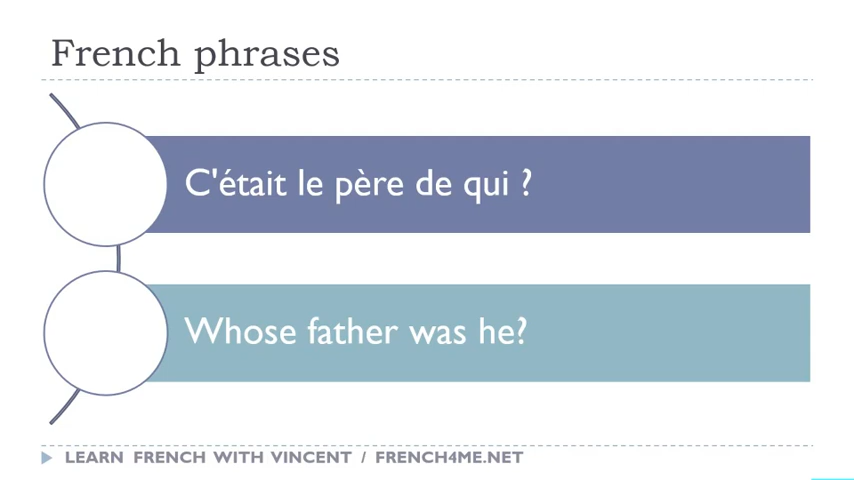 French phrases
C'était le père de qui ?
Whose father was he?
LEARN FRENCH WITH VINCENT / FRENCH4ME.NET